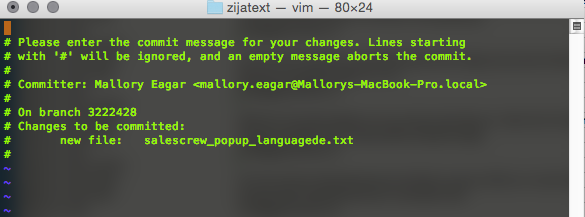 zijatext — vim — 80×24
# Please enter the commit message for your changes. Lines starting
# with '#' will be ignored, and an empty message aborts the commit.
#
# Committer: Mallory Eagar <mallory.eagar@Mallorys-MacBook-Pro.local>
#
# On branch 3222428
# Changes to be committed:
#       new file:   salescrew_popup_languagede.txt
#
~
~
~
~